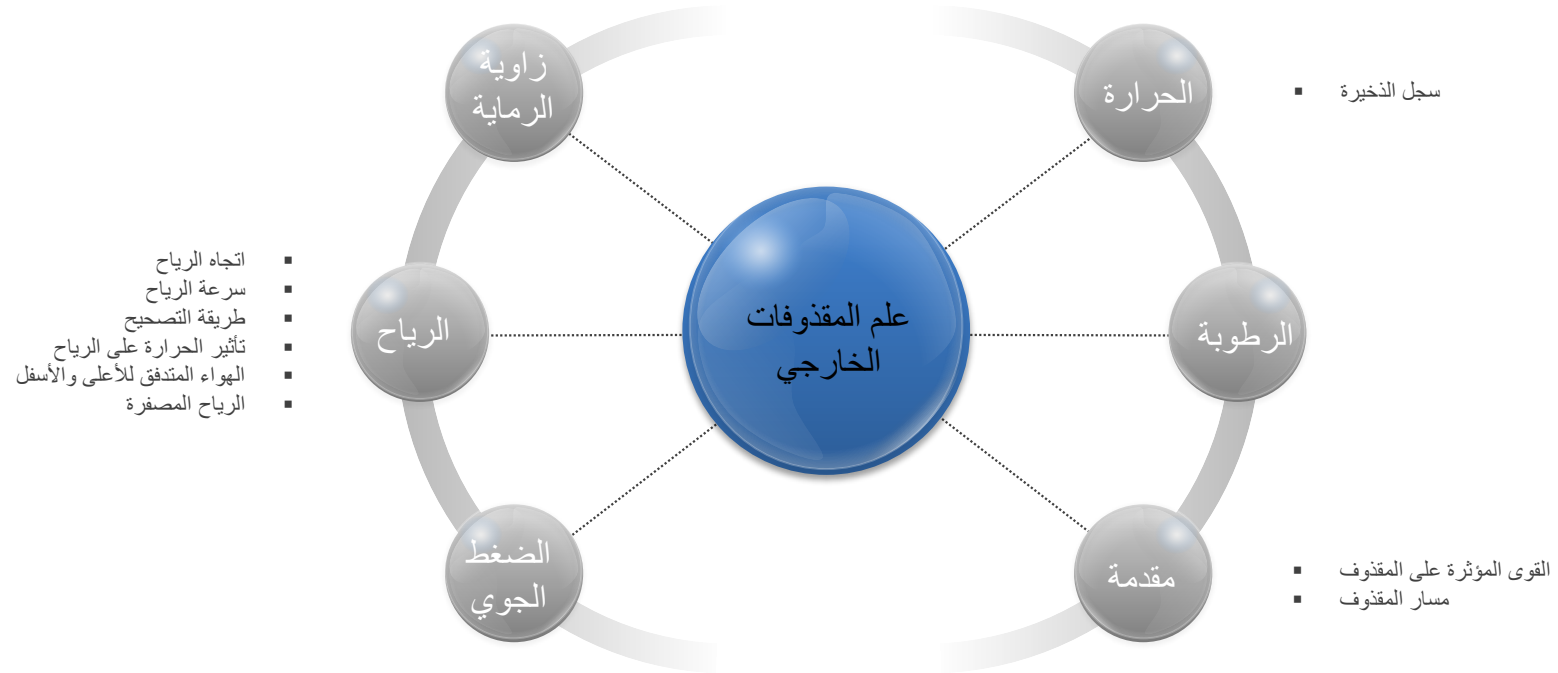 علم المقذوفات
الخارجي
زاوية
الرماية
الحرارة
▪ سجل الذخيرة
الرياح
▪ اتجاه الرياح
▪ سرعة الرياح
▪ طريقة التصحيح
▪ تأثير الحرارة على الرياح
▪ الهواء المتدفق للأعلى والأسفل
▪ الرياح المصفرة
الرطوبة
الضغط
الجوي
مقدمة
▪ القوى المؤثرة على المقذوف
▪ مسار المقذوف